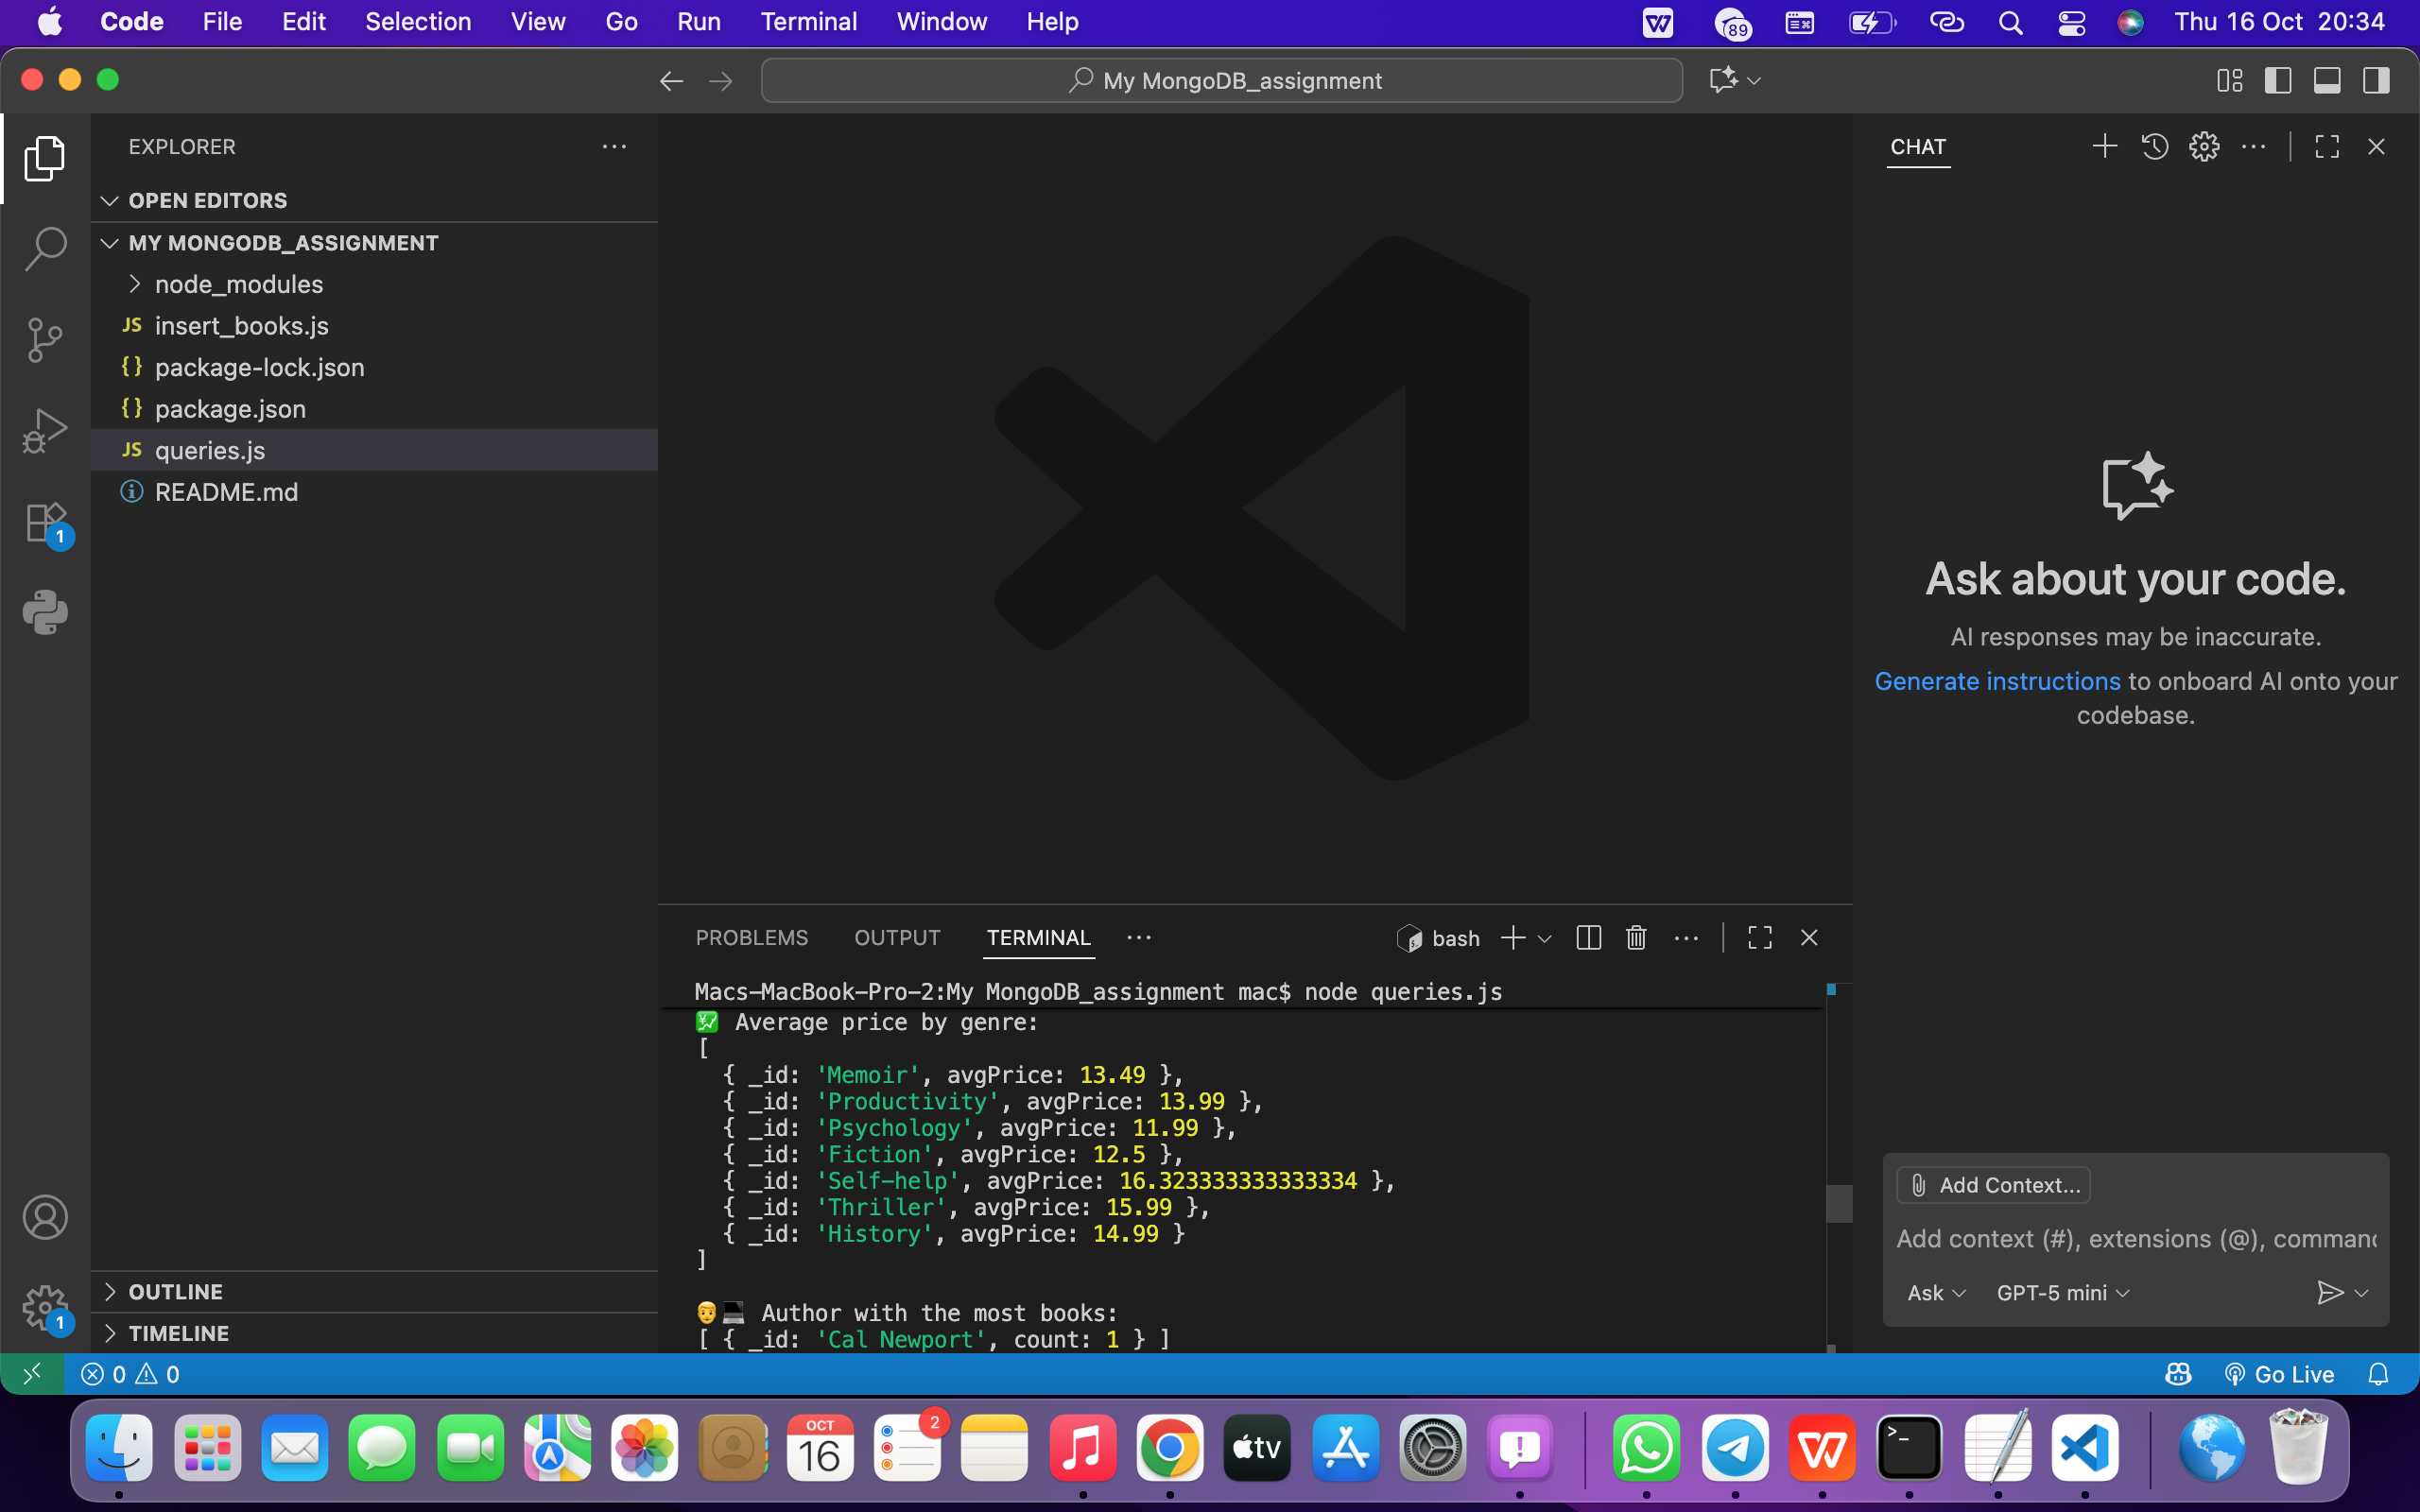 Code File Edit Selection View Go Run Terminal Window Help 89 Thu 16 Oct 20:34
My MongoDB_assignment
EXPLORER
OPEN EDITORS
MY MONGODB_ASSIGNMENT
node_modules
JS insert_books.js
{} package-lock.json
{} package.json
JS queries.js
README.md
1
OUTLINE
1
TIMELINE
PROBLEMS OUTPUT TERMINAL bash
Macs-MacBook-Pro-2:My MongoDB_assignment mac$ node queries.js
Average price by genre:
[
{ _id: 'Memoir', avgPrice: 13.49 },
{ _id: 'Productivity', avgPrice: 13.99 },
{ _id: 'Psychology', avgPrice: 11.99 },
{ _id: 'Fiction', avgPrice: 12.5 },
{ _id: 'Self-help', avgPrice: 16.323333333333334 },
{ _id: 'Thriller', avgPrice: 15.99 },
{ _id: 'History', avgPrice: 14.99 }
]
Author with the most books:
[ { _id: 'Cal Newport', count: 1 } ]
CHAT
Ask about your code.
AI responses may be inaccurate.
Generate instructions to onboard AI onto your
codebase.
Add Context...
Add context (#), extensions (@), comman
Ask GPT-5 mini
0 0 Go Live
OCT
16
2
tv